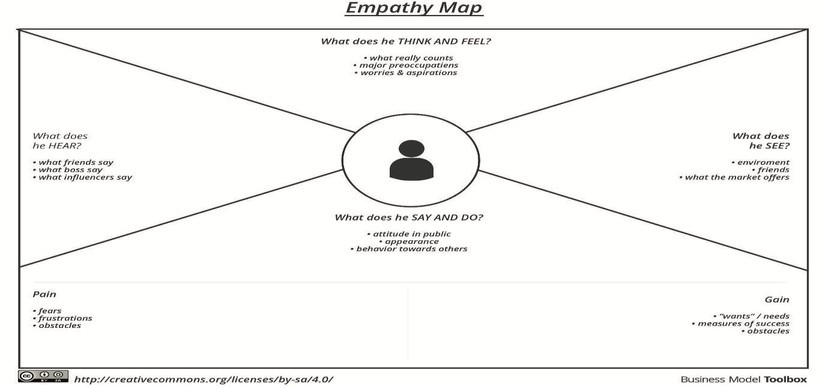 Empathy Map
What does he THINK AND FEEL?
• what really counts
• major preoccupatiens
• worries & aspirations
What does
he HEAR?
• what friends say
• what boss say
• what influencers say
What does
he SEE?
• enviroment
• friends
• what the market offers
What does he SAY AND DO?
• attitude in public
• appearance
• behavior towards others
Pain
• fears
• frustrations
• obstacles
Gain
• "wants" / needs
• measures of success
• obstacles
cc BY SA
http://creativecommons.org/licenses/by-sa/4.0/
Business Model Toolbox